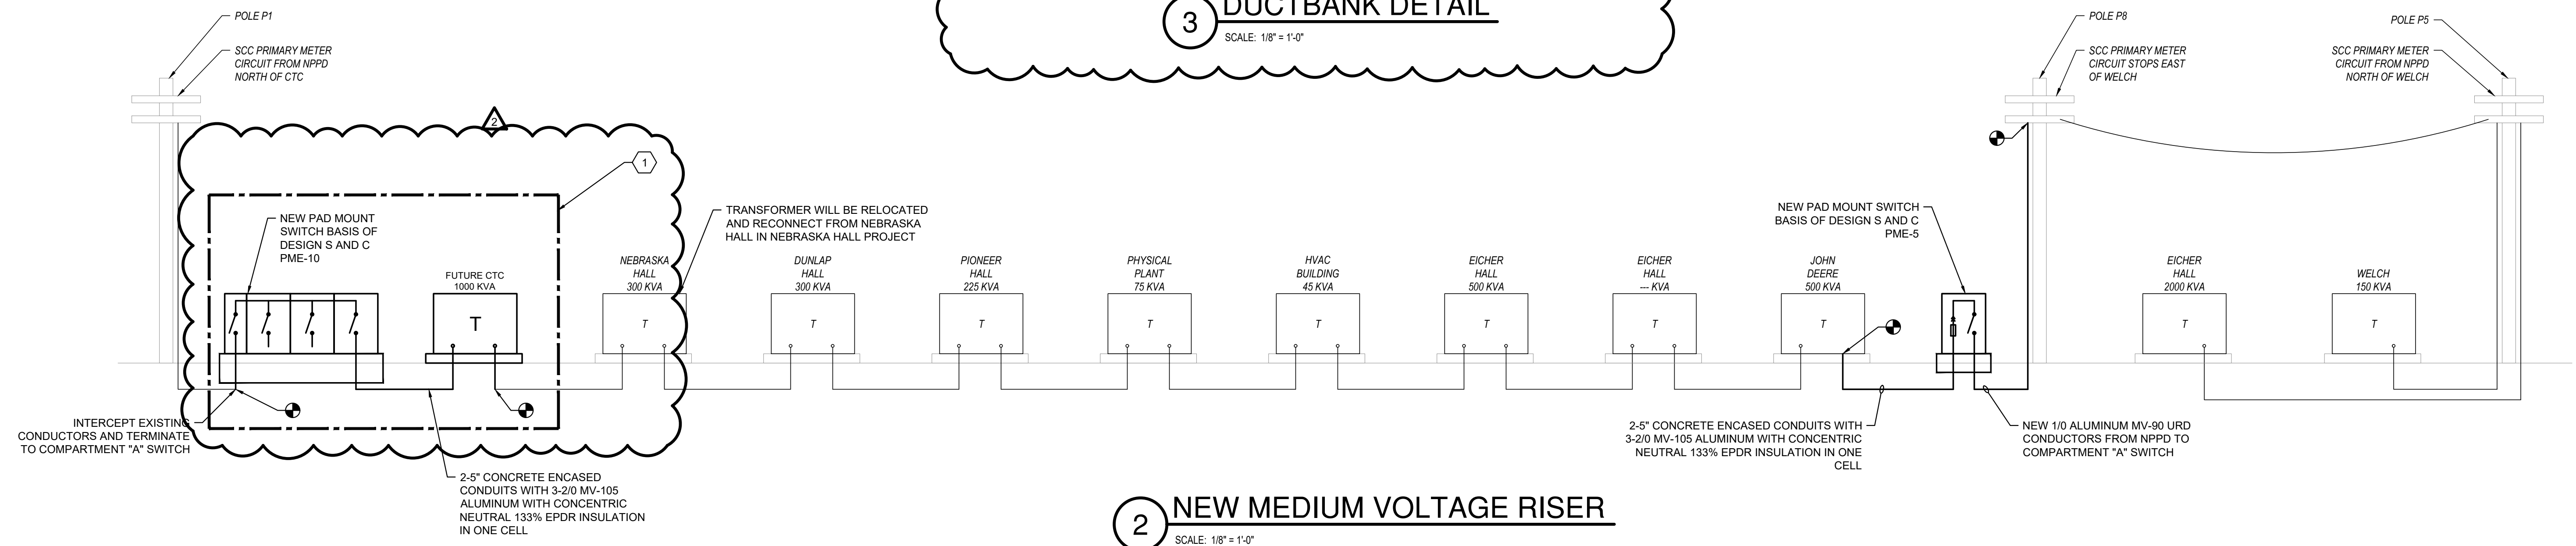 DUCTBANK DETAIL
3
SCALE: 1/8" = 1'-0"
POLE P1
SCC PRIMARY METER
CIRCUIT FROM NPPD
NORTH OF CTC
POLE P8
SCC PRIMARY METER
CIRCUIT STOPS EAST
OF WELCH
POLE P5
SCC PRIMARY METER
CIRCUIT FROM NPPD
NORTH OF WELCH
2
1
NEW PAD MOUNT
SWITCH BASIS OF
DESIGN S AND C
PME-10
FUTURE CTC
1000 KVA
T
TRANSFORMER WILL BE RELOCATED
AND RECONNECT FROM NEBRASKA
HALL IN NEBRASKA HALL PROJECT
NEBRASKA
HALL
300 KVA
T
DUNLAP
HALL
300 KVA
T
PIONEER
HALL
225 KVA
T
PHYSICAL
PLANT
75 KVA
T
HVAC
BUILDING
45 KVA
T
EICHER
HALL
500 KVA
T
EICHER
HALL
--- KVA
T
JOHN
DEERE
500 KVA
T
NEW PAD MOUNT SWITCH
BASIS OF DESIGN S AND C
PME-5
EICHER
HALL
2000 KVA
T
WELCH
150 KVA
T
INTERCEPT EXISTING
CONDUCTORS AND TERMINATE
TO COMPARTMENT "A" SWITCH
2-5" CONCRETE ENCASED
CONDUITS WITH 3-2/0 MV-105
ALUMINUM WITH CONCENTRIC
NEUTRAL 133% EPDR INSULATION
IN ONE CELL
2-5" CONCRETE ENCASED CONDUITS WITH
3-2/0 MV-105 ALUMINUM WITH CONCENTRIC
NEUTRAL 133% EPDR INSULATION IN ONE
CELL
NEW 1/0 ALUMINUM MV-90 URD
CONDUCTORS FROM NPPD TO
COMPARTMENT "A" SWITCH
2
NEW MEDIUM VOLTAGE RISER
SCALE: 1/8" = 1'-0"